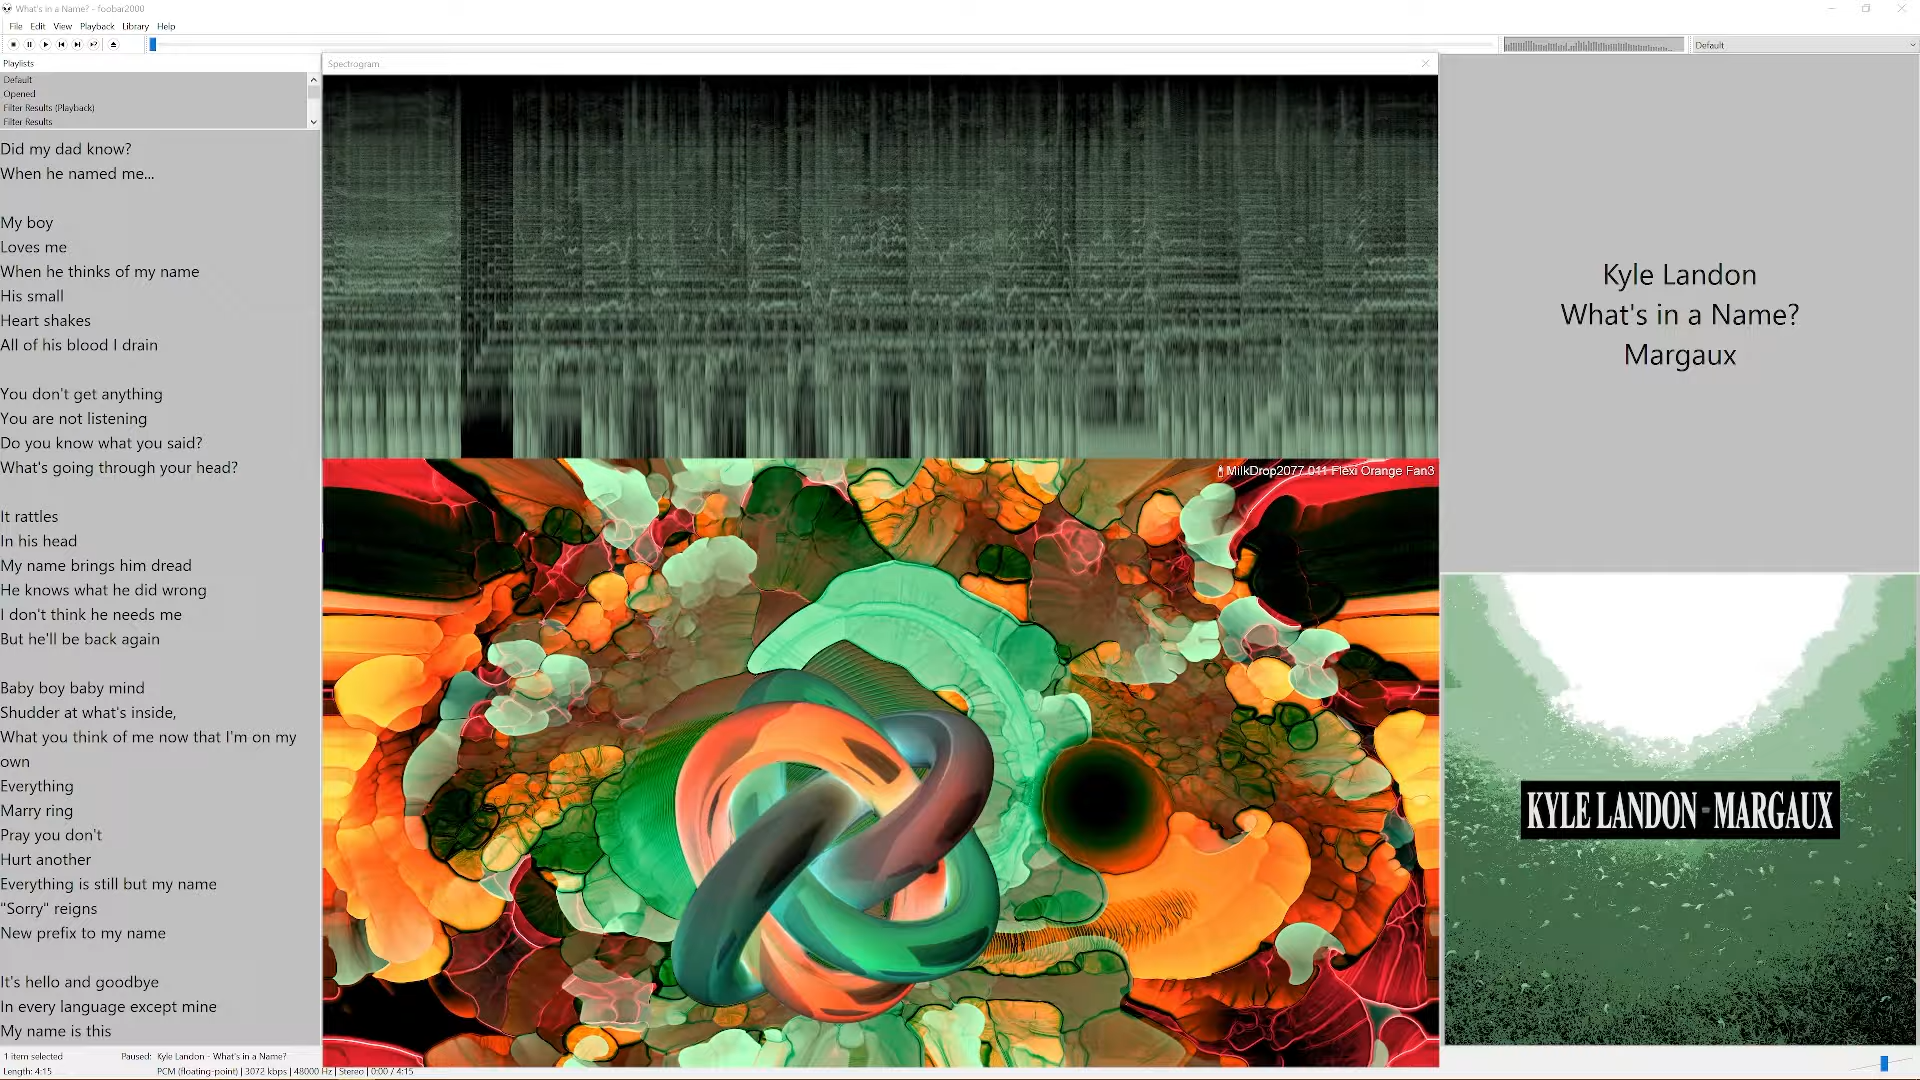 What's in a Name? - foobar2000
File Edit View Playback Library Help
Default
Playlists
Default
Opened
Filter Results (Playback)
Filter Results
Did my dad know?
When he named me...
My boy
Loves me
When he thinks of my name
His small
Heart shakes
All of his blood I drain
You don't get anything
You are not listening
Do you know what you said?
What's going through your head?
It rattles
In his head
My name brings him dread
He knows what he did wrong
I don't think he needs me
But he'll be back again
Baby boy baby mind
Shudder at what's inside,
What you think of me now that I'm on my
own
Everything
Marry ring
Pray you don't
Hurt another
Everything is still but my name
"Sorry" reigns
New prefix to my name
It's hello and goodbye
In every language except mine
My name is this
Spectrogram
MilkDrop2077.011 Flexi Orange Fan3
Kyle Landon
What's in a Name?
Margaux
KYLE LANDON - MARGAUX
1 item selected
Length: 4:15
Paused: Kyle Landon - What's in a Name?
PCM (floating-point) | 3072 kbps | 48000 Hz | Stereo | 0:00 / 4:15